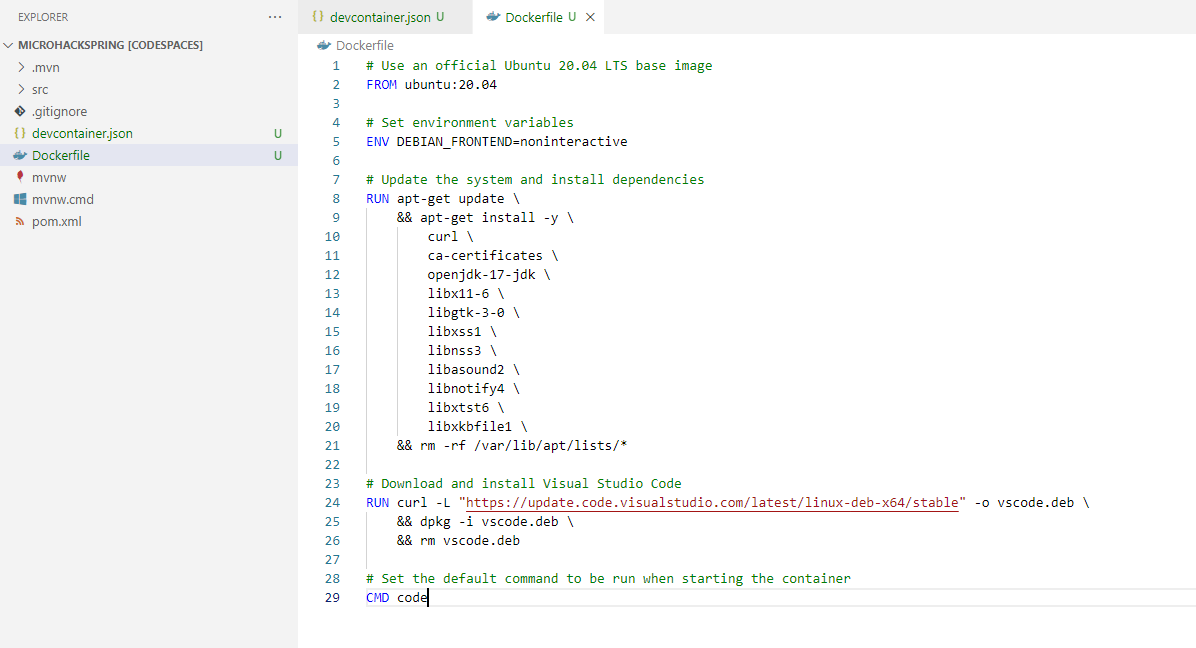 EXPLORER
MICROHACKSPRING [CODESPACES]
.mvn
src
.gitignore
devcontainer.json U
Dockerfile U
mvnw
mvnw.cmd
pom.xml
devcontainer.json U
Dockerfile U
Dockerfile
1 # Use an official Ubuntu 20.04 LTS base image
2 FROM ubuntu:20.04
3
4 # Set environment variables
5 ENV DEBIAN_FRONTEND=noninteractive
6
7 # Update the system and install dependencies
8 RUN apt-get update \
9 && apt-get install -y \
10 curl \
11 ca-certificates \
12 openjdk-17-jdk \
13 libx11-6 \
14 libgtk-3-0 \
15 libxss1 \
16 libnss3 \
17 libasound2 \
18 libnotify4 \
19 libxtst6 \
20 libxkbfile1 \
21 && rm -rf /var/lib/apt/lists/*
22
23 # Download and install Visual Studio Code
24 RUN curl -L "https://update.code.visualstudio.com/latest/linux-deb-x64/stable" -o vscode.deb \
25 && dpkg -i vscode.deb \
26 && rm vscode.deb
27
28 # Set the default command to be run when starting the container
29 CMD code